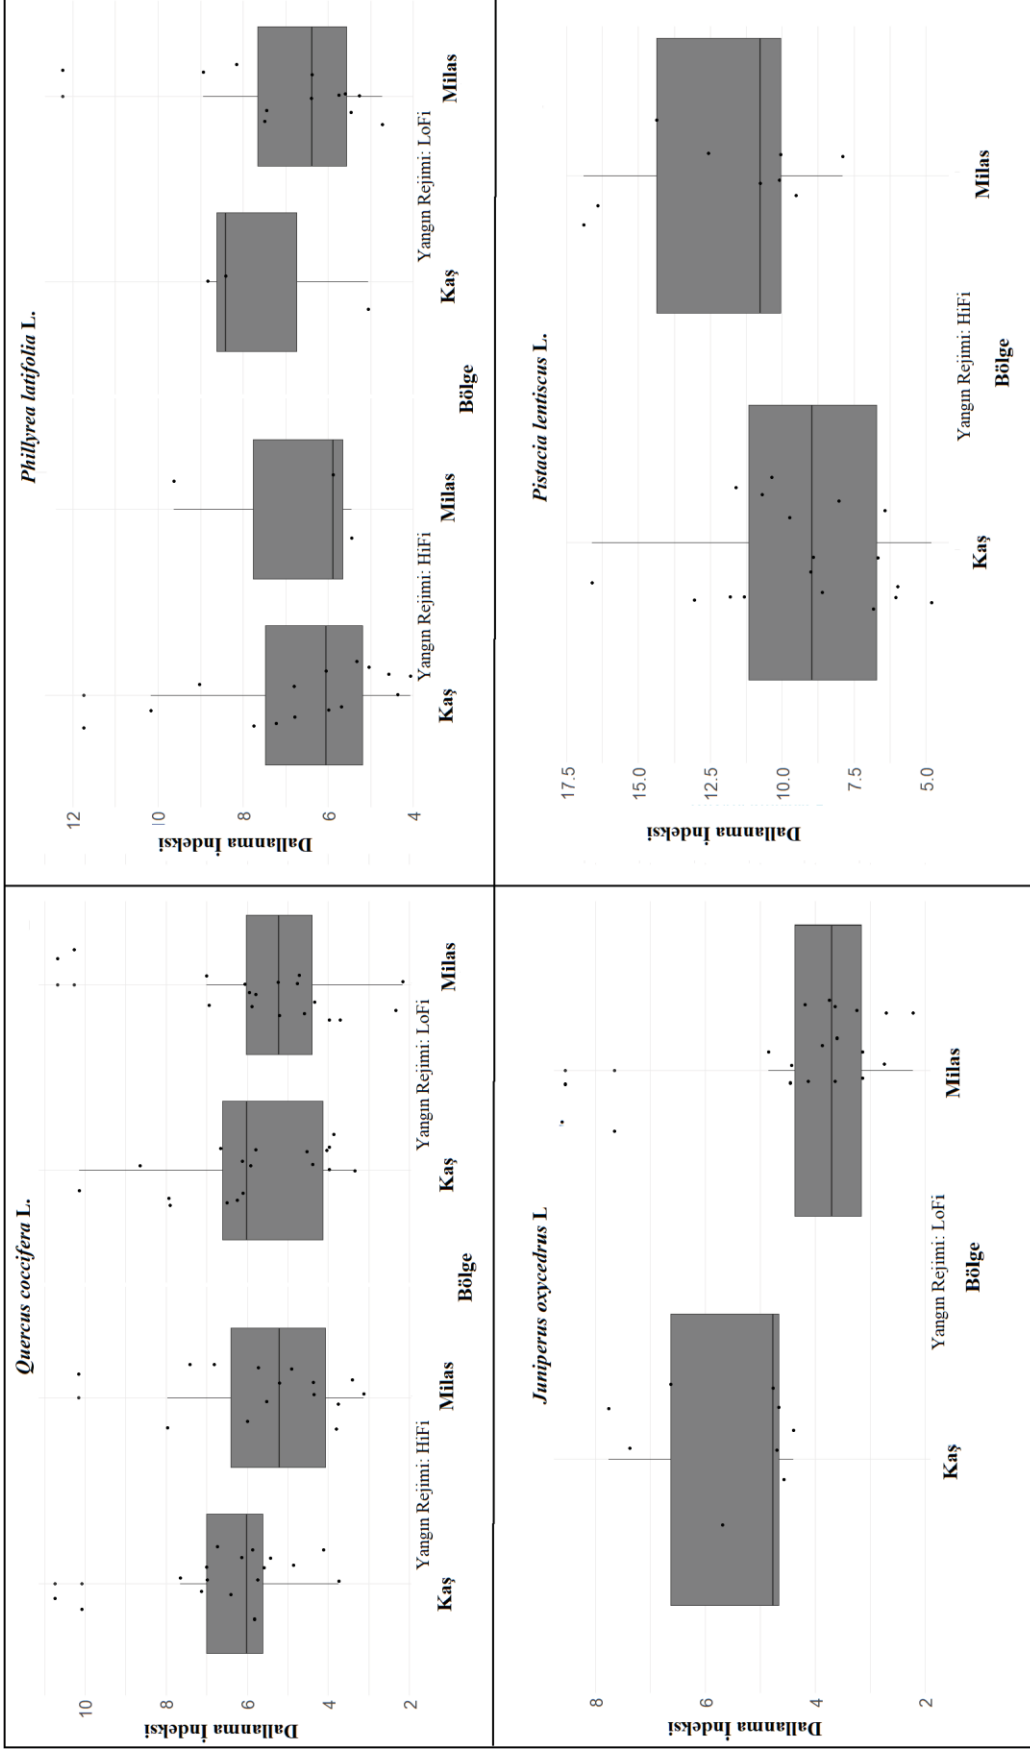 Quercus coccifera L.
Dallanma İndeksi
10
8
6
4
2
Kaş
Milas
Kaş
Milas
Yangın Rejimi: HiFi
Yangın Rejimi: LoFi
Bölge
Phillyrea latifolia L.
Dallanma İndeksi
12
10
8
6
4
Kaş
Milas
Kaş
Milas
Yangın Rejimi: HiFi
Yangın Rejimi: LoFi
Bölge
Juniperus oxycedrus L
Dallanma İndeksi
8
6
4
2
Kaş
Milas
Yangın Rejimi: LoFi
Bölge
Pistacia lentiscus L.
Dallanma İndeksi
17.5
15.0
12.5
10.0
7.5
5.0
Kaş
Milas
Yangın Rejimi: HiFi
Bölge